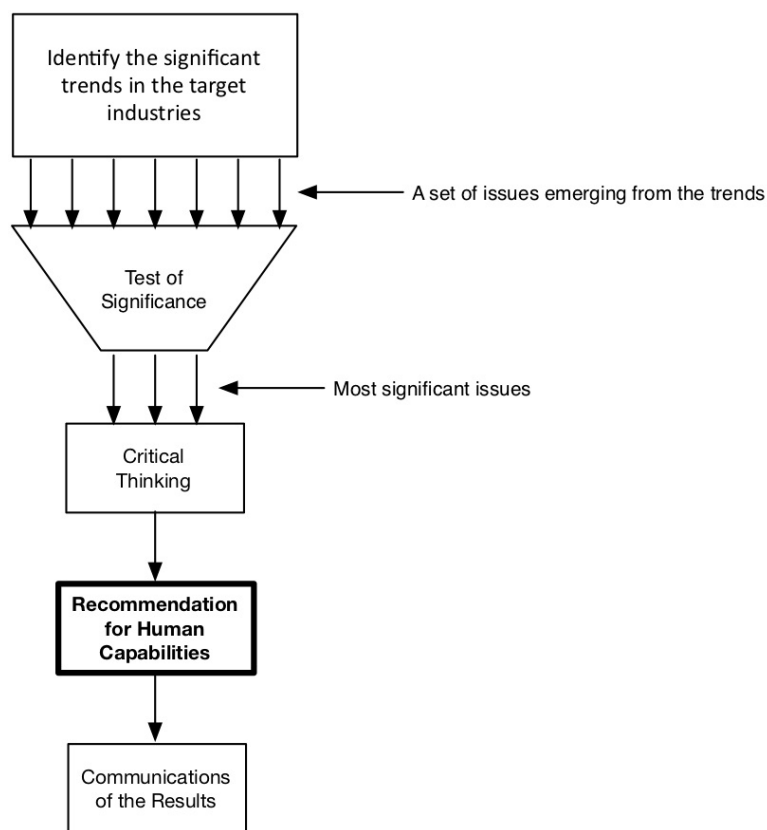 Identify the significant
trends in the target
industries
A set of issues emerging from the trends
Test of
Significance
Most significant issues
Critical
Thinking
Recommendation
for Human
Capabilities
Communications
of the Results